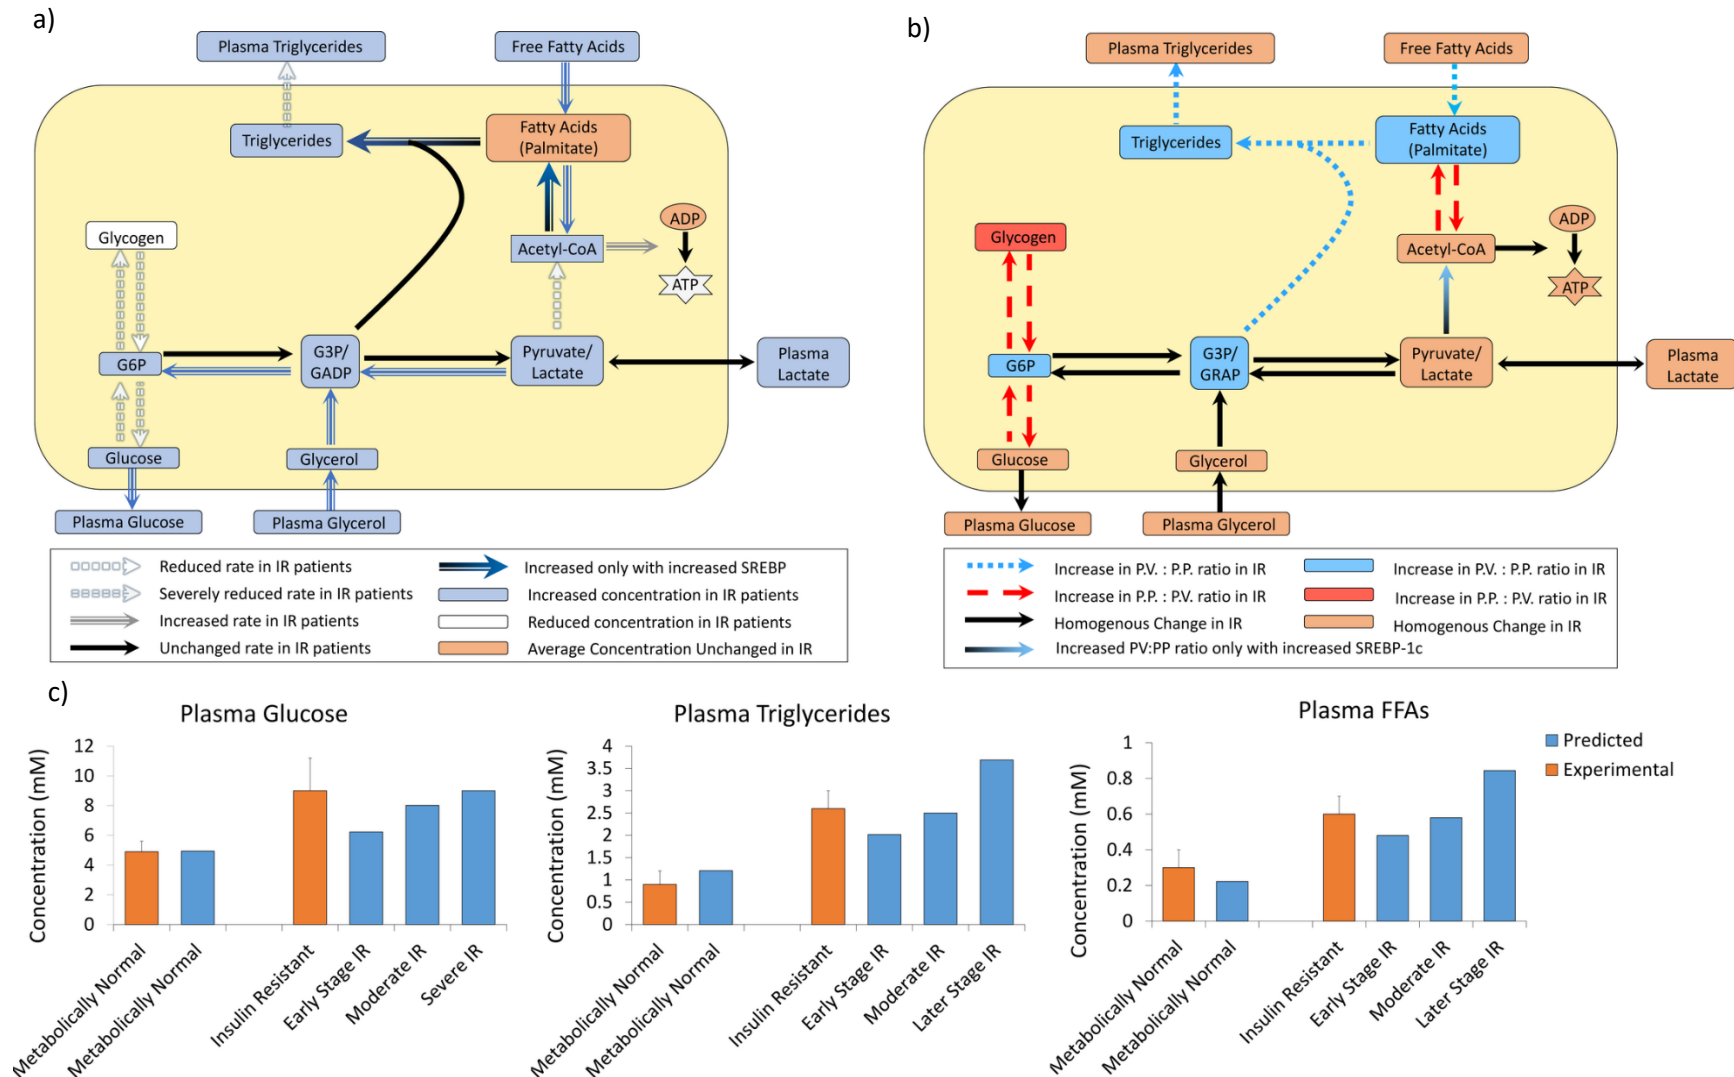 a)
Plasma Triglycerides
Free Fatty Acids
Triglycerides
Fatty Acids
(Palmitate)
ADP
Glycogen
Acetyl-CoA
ATP
G6P
G3P/
GADP
Pyruvate/
Lactate
Plasma
Lactate
Glucose
Glycerol
Plasma Glucose
Plasma Glycerol
Reduced rate in IR patients
Severely reduced rate in IR patients
Increased rate in IR patients
Unchanged rate in IR patients
Increased only with increased SREBP
Increased concentration in IR patients
Reduced concentration in IR patients
Average Concentration Unchanged in IR
b)
Plasma Triglycerides
Free Fatty Acids
Triglycerides
Fatty Acids
(Palmitate)
ADP
Glycogen
Acetyl-CoA
ATP
G6P
G3P/
GRAP
Pyruvate/
Lactate
Plasma
Lactate
Glucose
Glycerol
Plasma Glucose
Plasma Glycerol
Increase in P.V. : P.P. ratio in IR
Increase in P.P. : P.V. ratio in IR
Homogenous Change in IR
Increased PV:PP ratio only with increased SREBP-1c
Increase in P.V. : P.P. ratio in IR
Increase in P.P. : P.V. ratio in IR
Homogenous Change in IR
c)
Plasma Glucose
Concentration (mM)
12
10
8
6
4
2
0
Metabolically Normal
Metabolically Normal
Insulin Resistant
Early Stage IR
Moderate IR
Severe IR
Plasma Triglycerides
Concentration (mM)
4
3.5
3
2.5
2
1.5
1
0.5
0
Metabolically Normal
Metabolically Normal
Insulin Resistant
Early Stage IR
Moderate IR
Later Stage IR
Plasma FFAs
Concentration (mM)
1
0.8
0.6
0.4
0.2
0
Metabolically Normal
Metabolically Normal
Insulin Resistant
Early Stage IR
Moderate IR
Later Stage IR
Predicted
Experimental